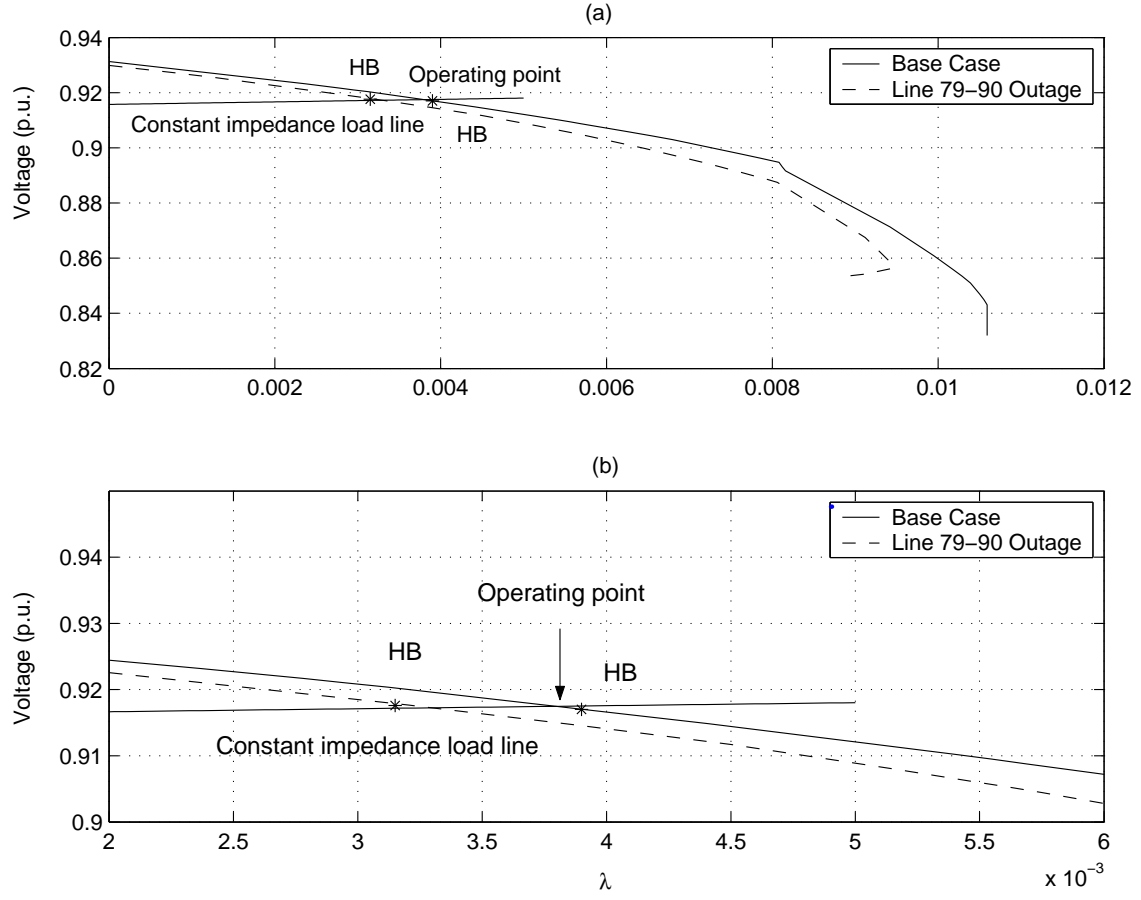 (a)
0.94
0.92
0.9
0.88
0.86
0.84
0.82
Voltage (p.u.)
HB
Operating point
Constant impedance load line
HB
Base Case
Line 79−90 Outage
0
0.002
0.004
0.006
0.008
0.01
0.012
(b)
0.94
0.93
0.92
0.91
0.9
Voltage (p.u.)
Base Case
Line 79−90 Outage
Operating point
HB
HB
Constant impedance load line
2
2.5
3
3.5
4
4.5
5
5.5
6
λ
x 10⁻³